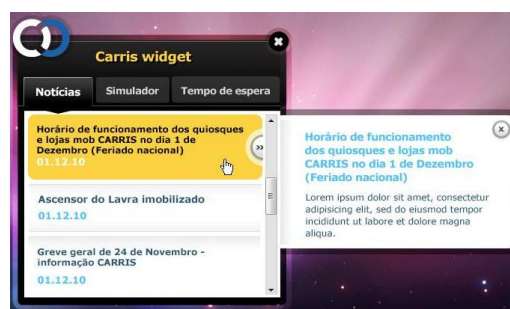 Carris widget
Notícias
Simulador
Tempo de espera
Horário de funcionamento dos quiosques
e lojas mob CARRIS no dia 1 de
Dezembro (Feriado nacional)
01.12.10
Ascensor do Lavra imobilizado
01.12.10
Greve geral de 24 de Novembro -
informação CARRIS
01.12.10
Horário de funcionamento
dos quiosques e lojas mob
CARRIS no dia 1 de Dezembro
(Feriado nacional)
Lorem ipsum dolor sit amet, consectetur
adipisicing elit, sed do eiusmod tempor
incididunt ut labore et dolore magna
aliqua.